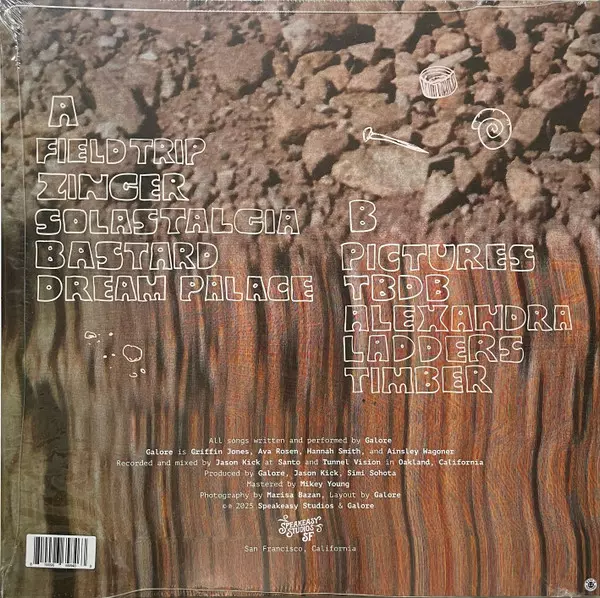 A
FIELD TRIP
ZINGER
SOLASTALGIA
BASTARD
DREAM PALACE
B
PICTURES
TBDB
ALEXANDRA
LADDERS
TIMBER
All songs written and performed by Galore
Galore is Griffin Jones, Ava Rosen, Hannah Smith, and Ainsley Wagoner
Recorded and mixed by Jason Kick at Santo and Tunnel Vision in Oakland, California
Produced by Galore, Jason Kick, Simi Sohota
Mastered by Mikey Young
Photography by Marisa Bazan, Layout by Galore
©℗ 2025 Speakeasy Studios & Galore
SPEAKEASY
STUDIOS
SF
San Francisco, California